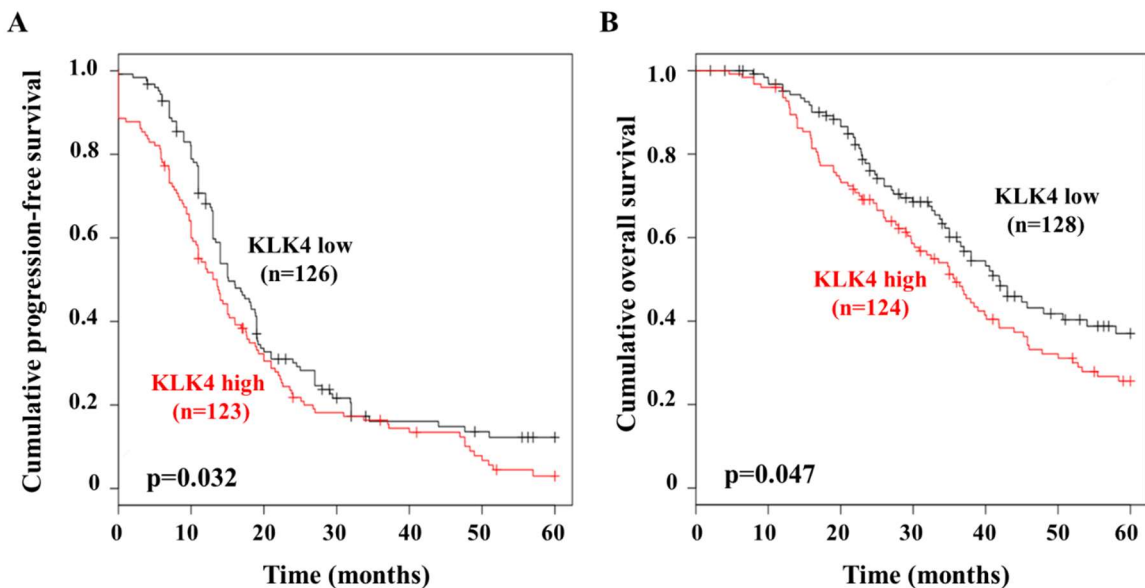 A
Cumulative progression-free survival
1.0
0.8
0.6
0.4
0.2
0
KLK4 low
(n=126)
KLK4 high
(n=123)
p=0.032
0 10 20 30 40 50 60
Time (months)
B
Cumulative overall survival
1.0
0.8
0.6
0.4
0.2
0
KLK4 low
(n=128)
KLK4 high
(n=124)
p=0.047
0 10 20 30 40 50 60
Time (months)